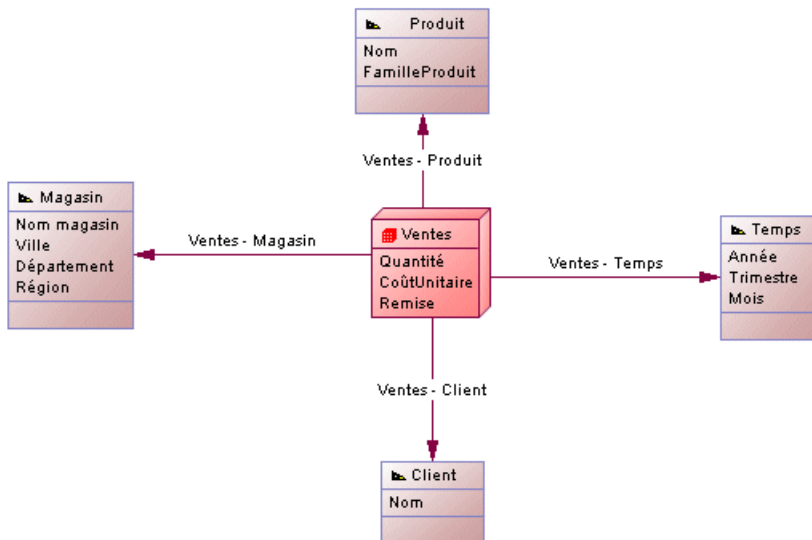 Produit
Nom
FamilleProduit
Ventes - Produit
Magasin
Nom magasin
Ville
Département
Région
Ventes - Magasin
Ventes
Quantité
CoûtUnitaire
Remise
Ventes - Temps
Temps
Année
Trimestre
Mois
Ventes - Client
Client
Nom